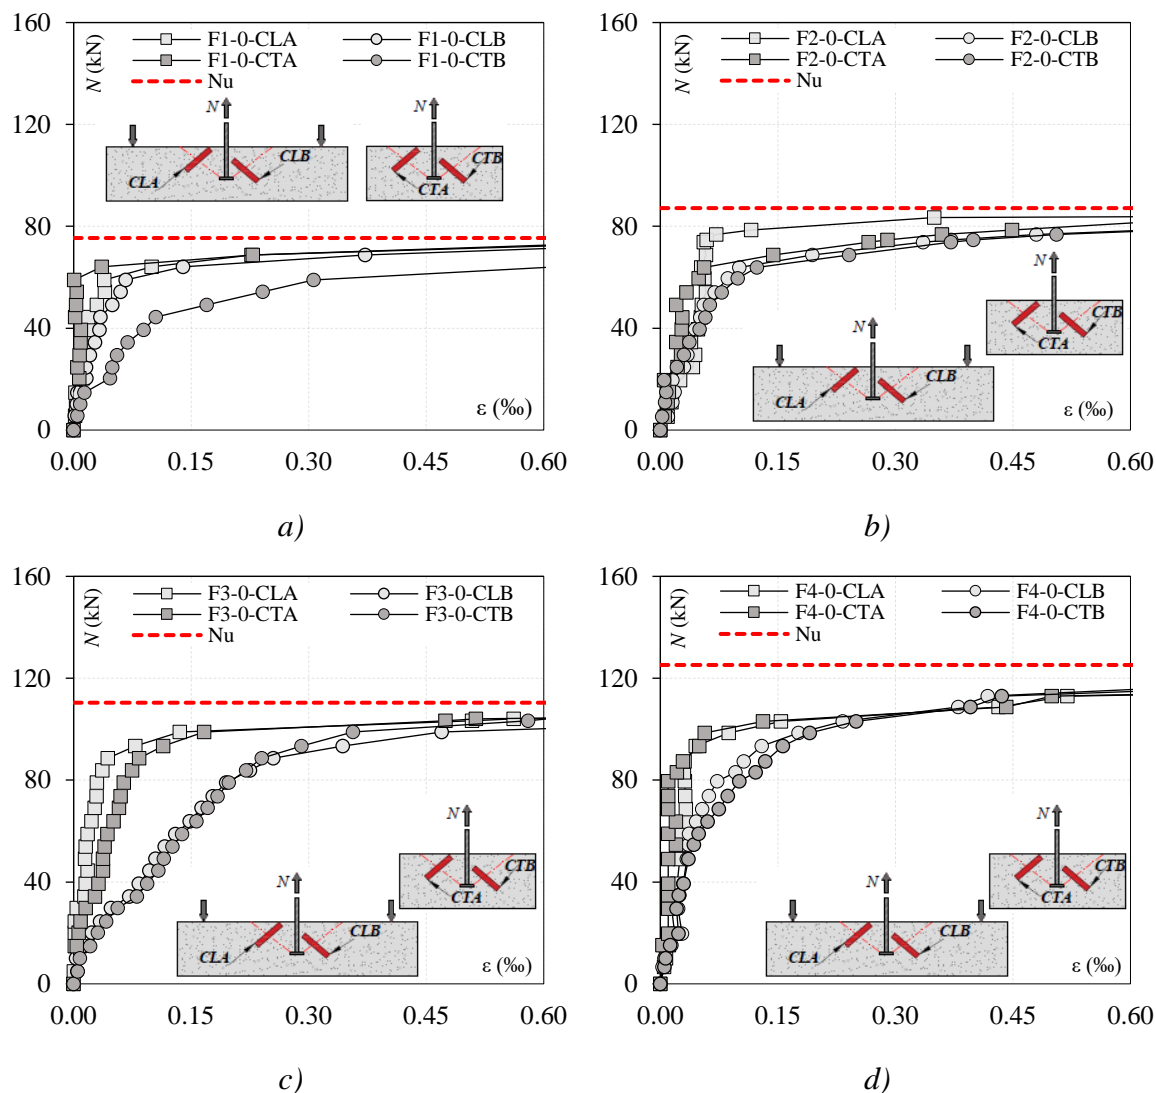 160
120
80
40
0
N (kN)
F1-0-CLA
F1-0-CLB
F1-0-CTA
F1-0-CTB
Nu
N
N
CLA
CLB
CTA
CTB
ε (‰)
0.00 0.15 0.30 0.45 0.60
a)
160
120
80
40
0
N (kN)
F2-0-CLA
F2-0-CLB
F2-0-CTA
F2-0-CTB
Nu
N
CTA
CTB
N
CLA
CLB
ε (‰)
0.00 0.15 0.30 0.45 0.60
b)
160
120
80
40
0
N (kN)
F3-0-CLA
F3-0-CLB
F3-0-CTA
F3-0-CTB
Nu
N
CTA
CTB
N
CLA
CLB
ε (‰)
0.00 0.15 0.30 0.45 0.60
c)
160
120
80
40
0
N (kN)
F4-0-CLA
F4-0-CLB
F4-0-CTA
F4-0-CTB
Nu
N
CTA
CTB
N
CLA
CLB
ε (‰)
0.00 0.15 0.30 0.45 0.60
d)